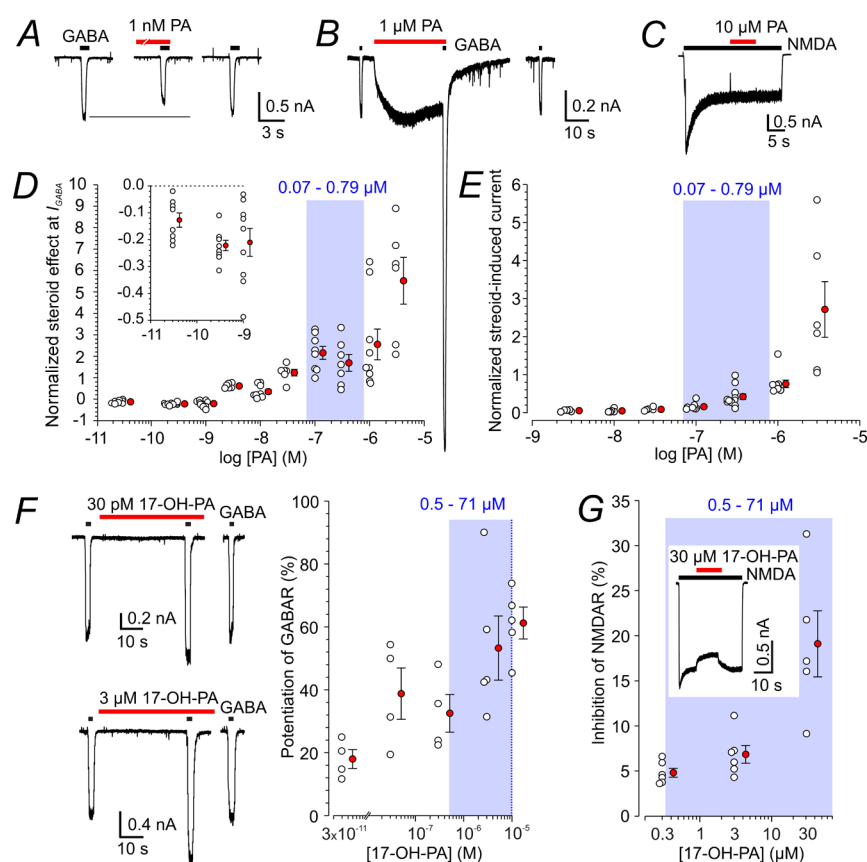 A
GABA
1 nM PA
0.5 nA
3 s
B
1 µM PA
GABA
0.2 nA
10 s
C
10 µM PA
NMDA
0.5 nA
5 s
D
0.07 - 0.79 µM
Normalized steroid effect at IGABA
10
9
8
7
6
5
4
3
2
1
0
-1
0.0
-0.1
-0.2
-0.3
-0.4
-0.5
-11
-10
-9
-11
-10
-9
-8
-7
-6
-5
log [PA] (M)
E
0.07 - 0.79 µM
Normalized streoid-induced current
6
5
4
3
2
1
0
-9
-8
-7
-6
-5
log [PA] (M)
F
30 pM 17-OH-PA
GABA
0.2 nA
10 s
3 µM 17-OH-PA
GABA
0.4 nA
10 s
0.5 - 71 µM
Potentiation of GABAR (%)
100
80
60
40
20
0
3x10-11
10-7
10-6
10-5
[17-OH-PA] (M)
G
0.5 - 71 µM
Inhibition of NMDAR (%)
35
30
25
20
15
10
5
0
30 µM 17-OH-PA
NMDA
0.5 nA
10 s
0.3
1
3
10
30
[17-OH-PA] (µM)